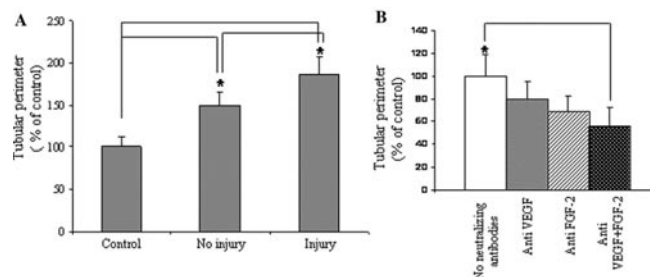 A
Tubular perimeter
( % of control)
250
200
150
100
50
0
*
*
Control
No injury
Injury
B
Tubular perimeter
(% of control)
140
120
100
80
60
40
20
0
*
No neutralizing
antibodies
Anti VEGF
Anti FGF-2
Anti
VEGF+FGF-2